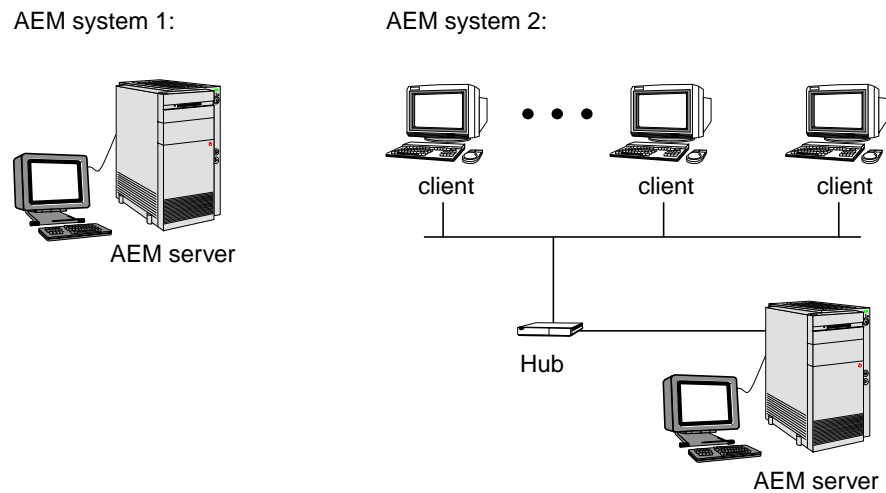 AEM system 1:
AEM system 2:
client
client
client
AEM server
Hub
AEM server